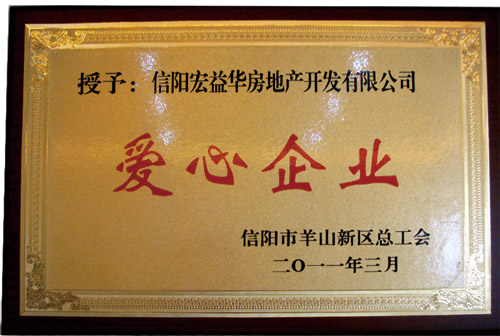 授予：信阳宏益华房地产开发有限公司
爱心企业
信阳市羊山新区总工会
二〇一一年三月